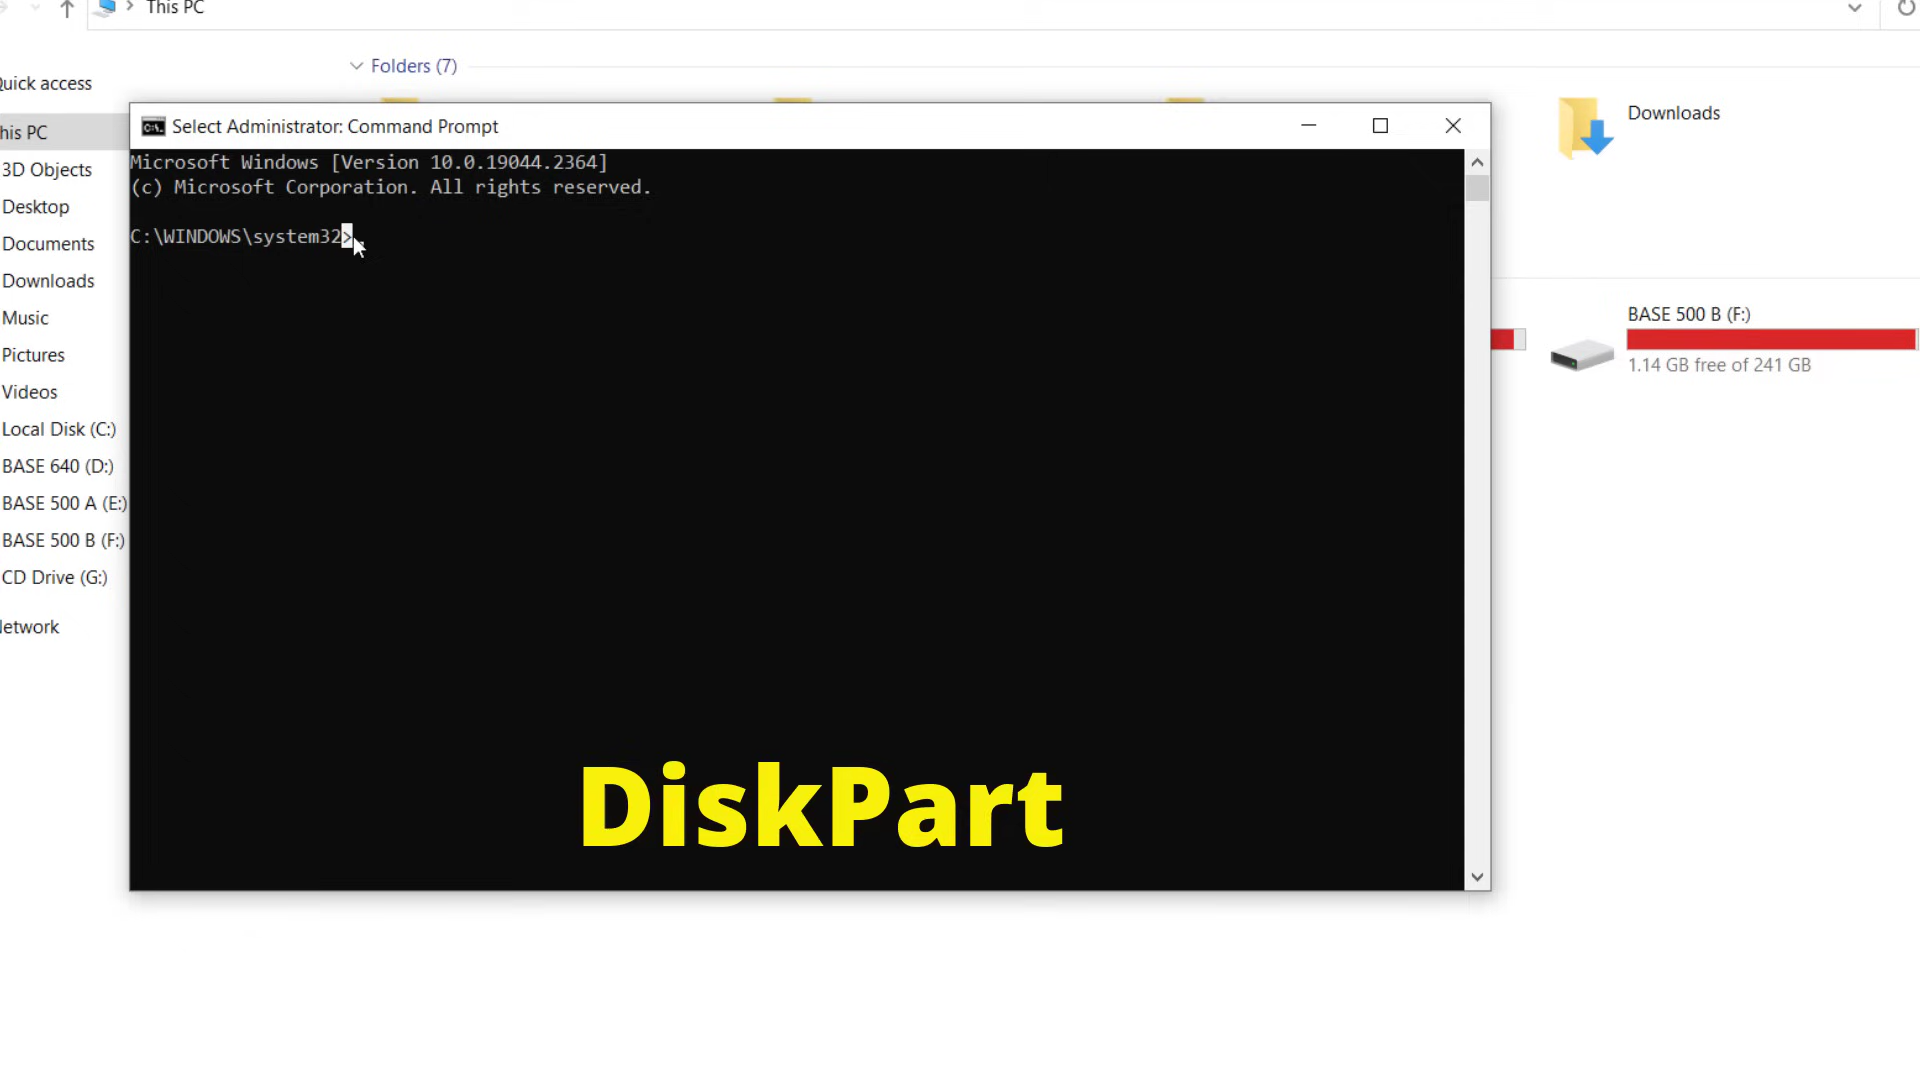 This PC
Folders (7)
Quick access
This PC
3D Objects
Desktop
Documents
Downloads
Music
Pictures
Videos
Local Disk (C:)
BASE 640 (D:)
BASE 500 A (E:)
BASE 500 B (F:)
CD Drive (G:)
Network
Select Administrator: Command Prompt
Microsoft Windows [Version 10.0.19044.2364]
(c) Microsoft Corporation. All rights reserved.
C:\WINDOWS\system32>
DiskPart
Downloads
BASE 500 B (F:)
1.14 GB free of 241 GB